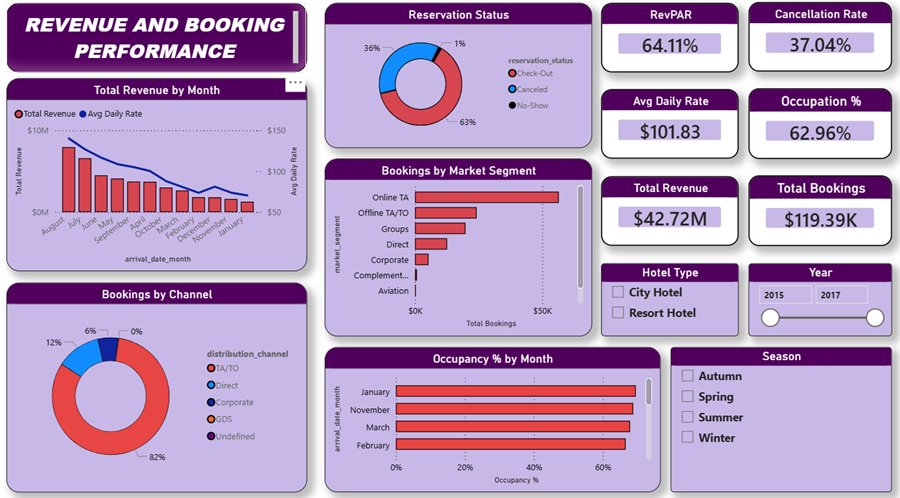 REVENUE AND BOOKING
PERFORMANCE
Total Revenue by Month
Total Revenue
Avg Daily Rate
$10M
$0M
Total Revenue
$150
$100
$50
Avg Daily Rate
August
July
June
May
September
April
October
March
February
December
November
January
arrival_date_month
Bookings by Channel
6%
0%
12%
82%
distribution_channel
TA/TO
Direct
Corporate
GDS
Undefined
Reservation Status
36%
1%
63%
reservation_status
Check-Out
Canceled
No-Show
Bookings by Market Segment
market_segment
Online TA
Offline TA/TO
Groups
Direct
Corporate
Complement...
Aviation
$0K
$50K
Total Bookings
Occupancy % by Month
arrival_date_month
January
November
March
February
0%
20%
40%
60%
Occupancy %
RevPAR
64.11%
Cancellation Rate
37.04%
Avg Daily Rate
$101.83
Occupation %
62.96%
Total Revenue
$42.72M
Total Bookings
$119.39K
Hotel Type
City Hotel
Resort Hotel
Year
2015
2017
Season
Autumn
Spring
Summer
Winter